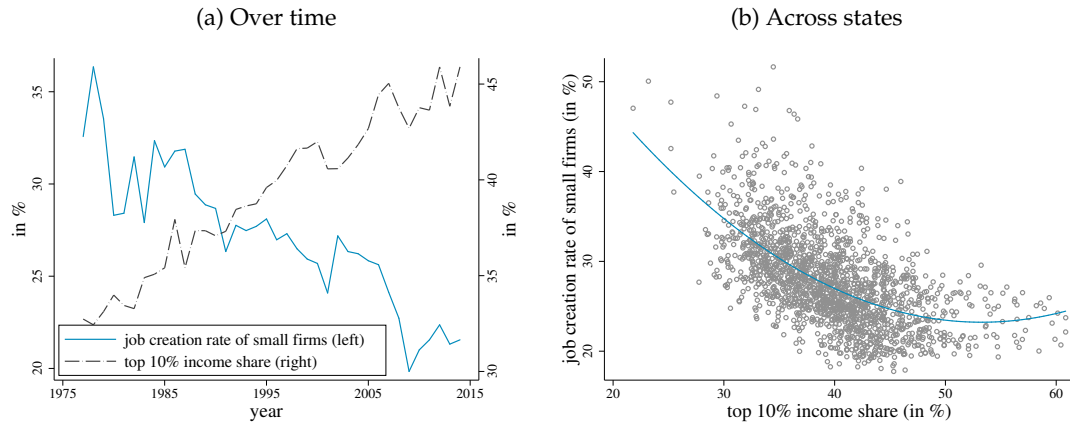 (a) Over time
in %
20
25
30
35
30
35
40
45
in %
1975
1985
1995
2005
2015
year
job creation rate of small firms (left)
top 10% income share (right)
(b) Across states
job creation rate of small firms (in %)
20
30
40
50
20
30
40
50
60
top 10% income share (in %)